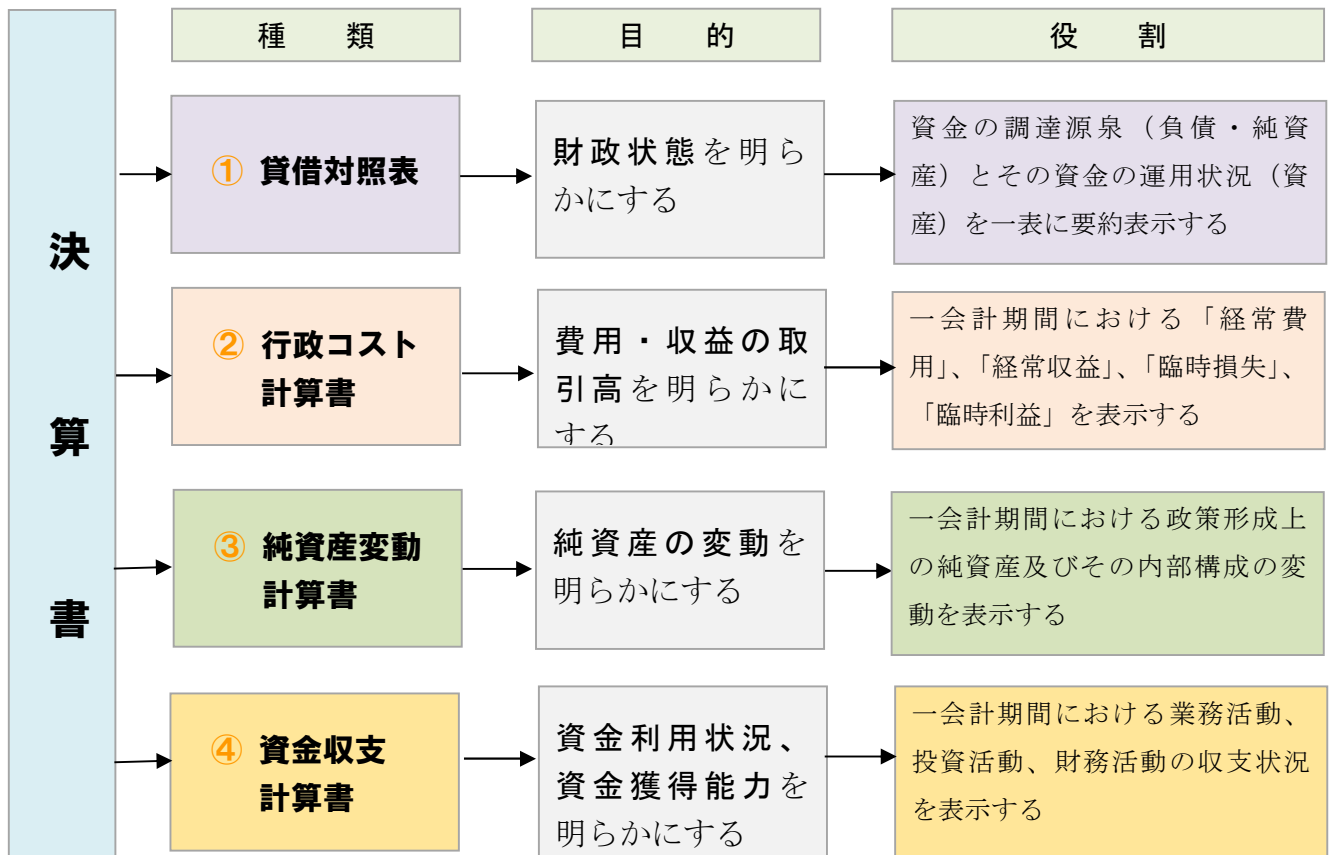 種　類
目　的
役　割
決
算
書
① 貸借対照表
財政状態を明ら
かにする
資金の調達源泉（負債・純資
産）とその資金の運用状況（資
産）を一表に要約表示する
② 行政コスト
計算書
費用・収益の取
引高を明らかに
する
一会計期間における「経常費
用」、「経常収益」、「臨時損失」、
「臨時利益」を表示する
③ 純資産変動
計算書
純資産の変動を
明らかにする
一会計期間における政策形成上
の純資産及びその内部構成の変
動を表示する
④ 資金収支
計算書
資金利用状況、
資金獲得能力を
明らかにする
一会計期間における業務活動、
投資活動、財務活動の収支状況
を表示する